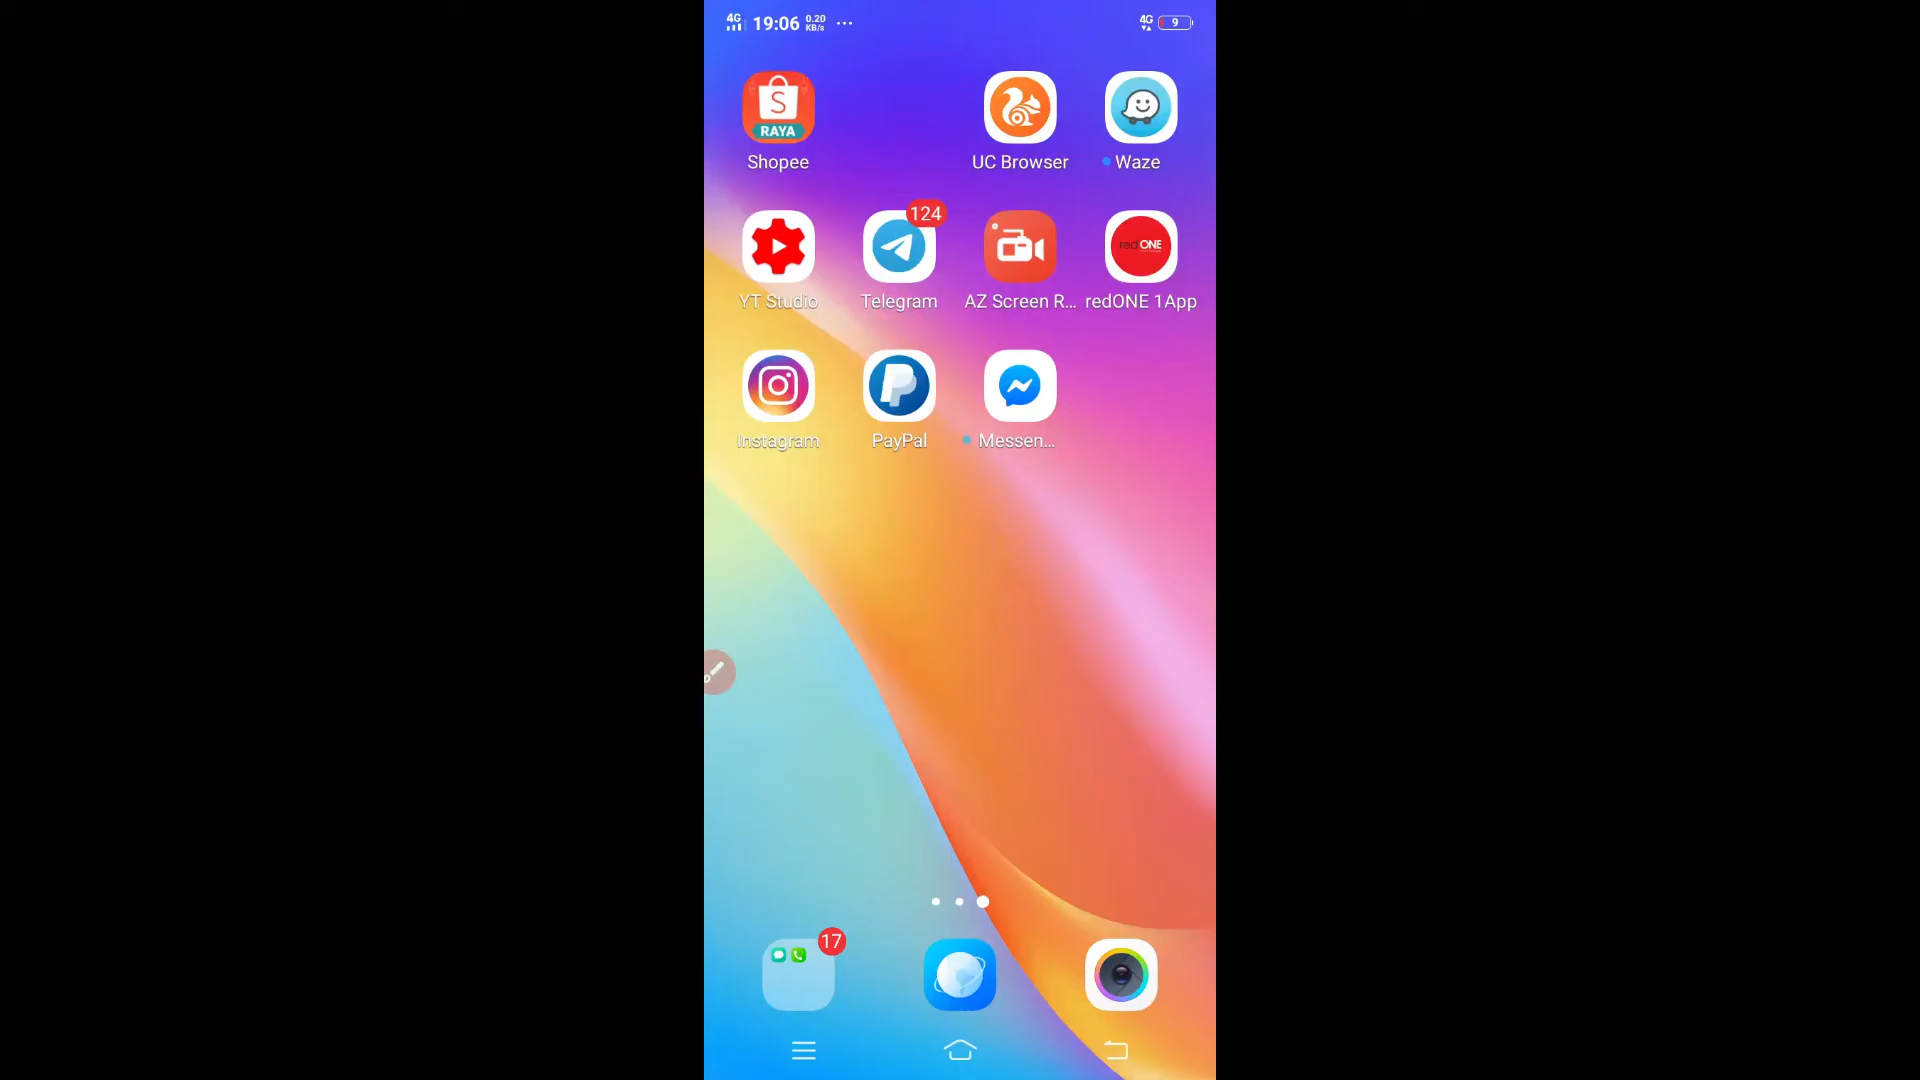 4G 19:06 0.20 KB/s ... 4G 9
S
RAYA
Shopee
UC Browser
Waze
124
redONE
YT Studio
Telegram
AZ Screen R...
redONE 1App
Instagram
PayPal
Messen...
17